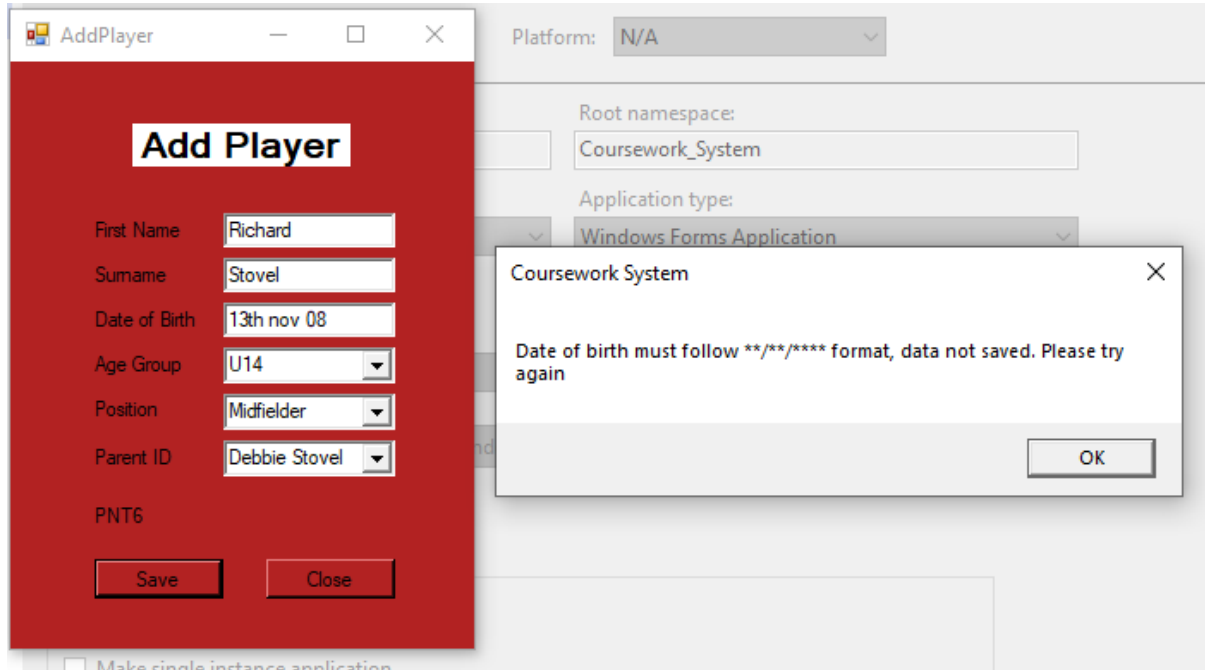 AddPlayer
Platform: N/A
Root namespace:
Coursework_System
Application type:
Windows Forms Application
Add Player
First Name Richard
Surname Stovel
Date of Birth 13th nov 08
Age Group U14
Position Midfielder
Parent ID Debbie Stovel
PNT6
Save Close
Coursework System
Date of birth must follow **/**/**** format, data not saved. Please try
again
OK
Make single instance application